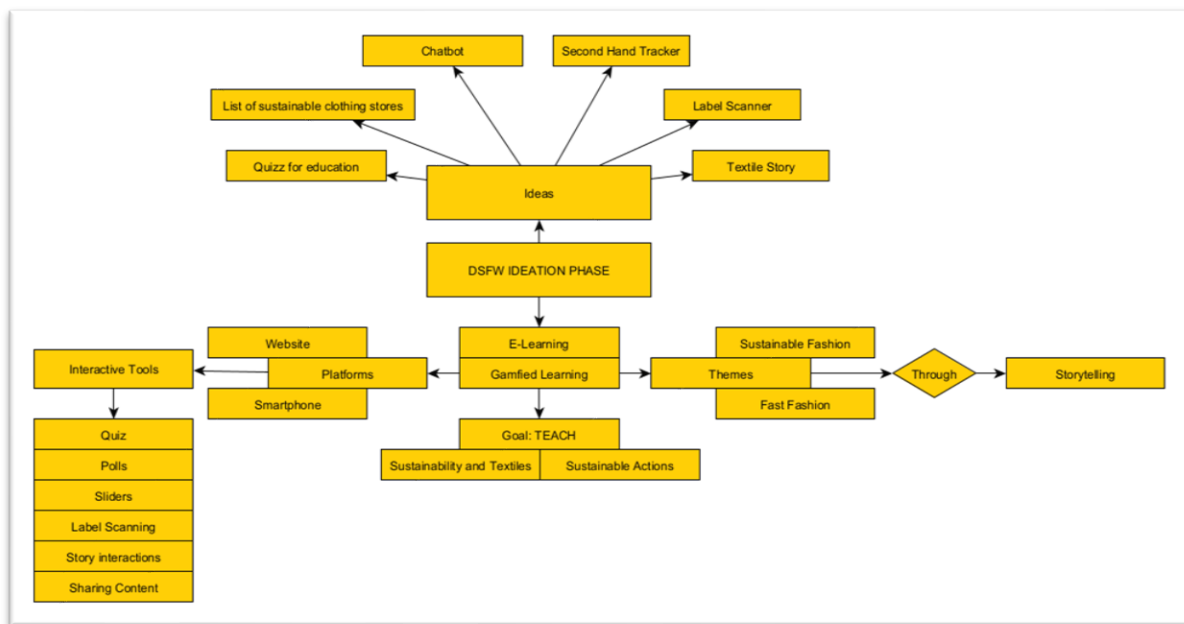 Chatbot
Second Hand Tracker
List of sustainable clothing stores
Label Scanner
Quizz for education
Textile Story
Ideas
DSFW IDEATION PHASE
Website
E-Learning
Sustainable Fashion
Interactive Tools
Platforms
Gamfied Learning
Themes
Through
Storytelling
Smartphone
Fast Fashion
Quiz
Goal: TEACH
Polls
Sustainability and Textiles
Sustainable Actions
Sliders
Label Scanning
Story interactions
Sharing Content